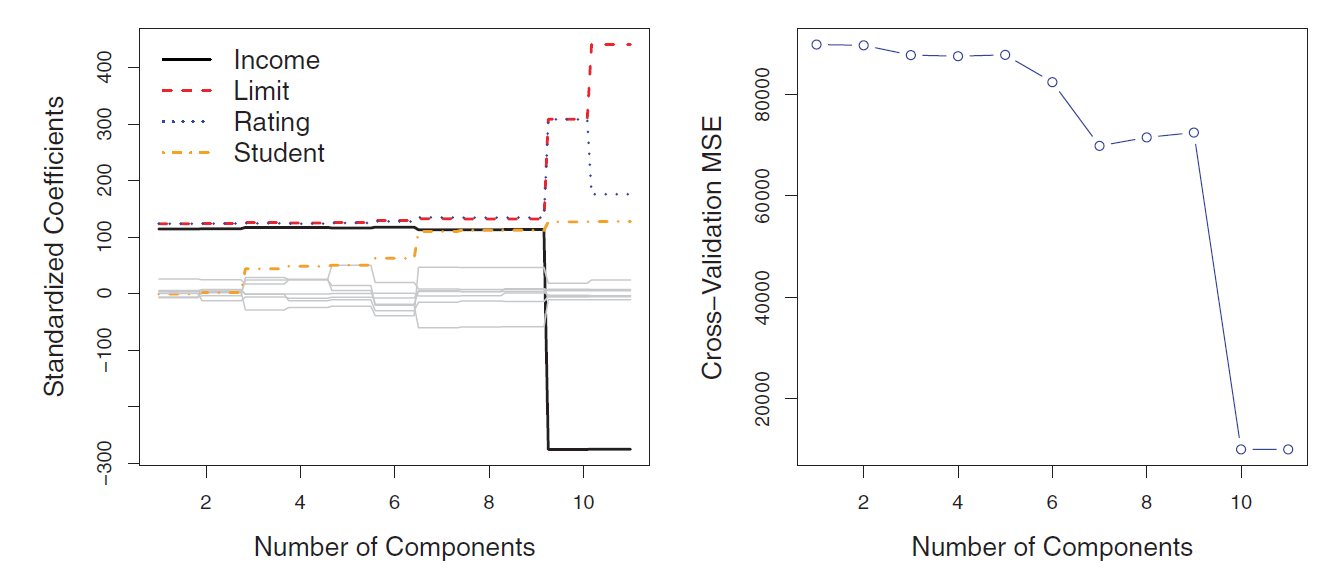 Standardized Coefficients
400
300
200
100
0
−100
−300
Income
Limit
Rating
Student
2 4 6 8 10
Number of Components
Cross−Validation MSE
80000
60000
40000
20000
2 4 6 8 10
Number of Components